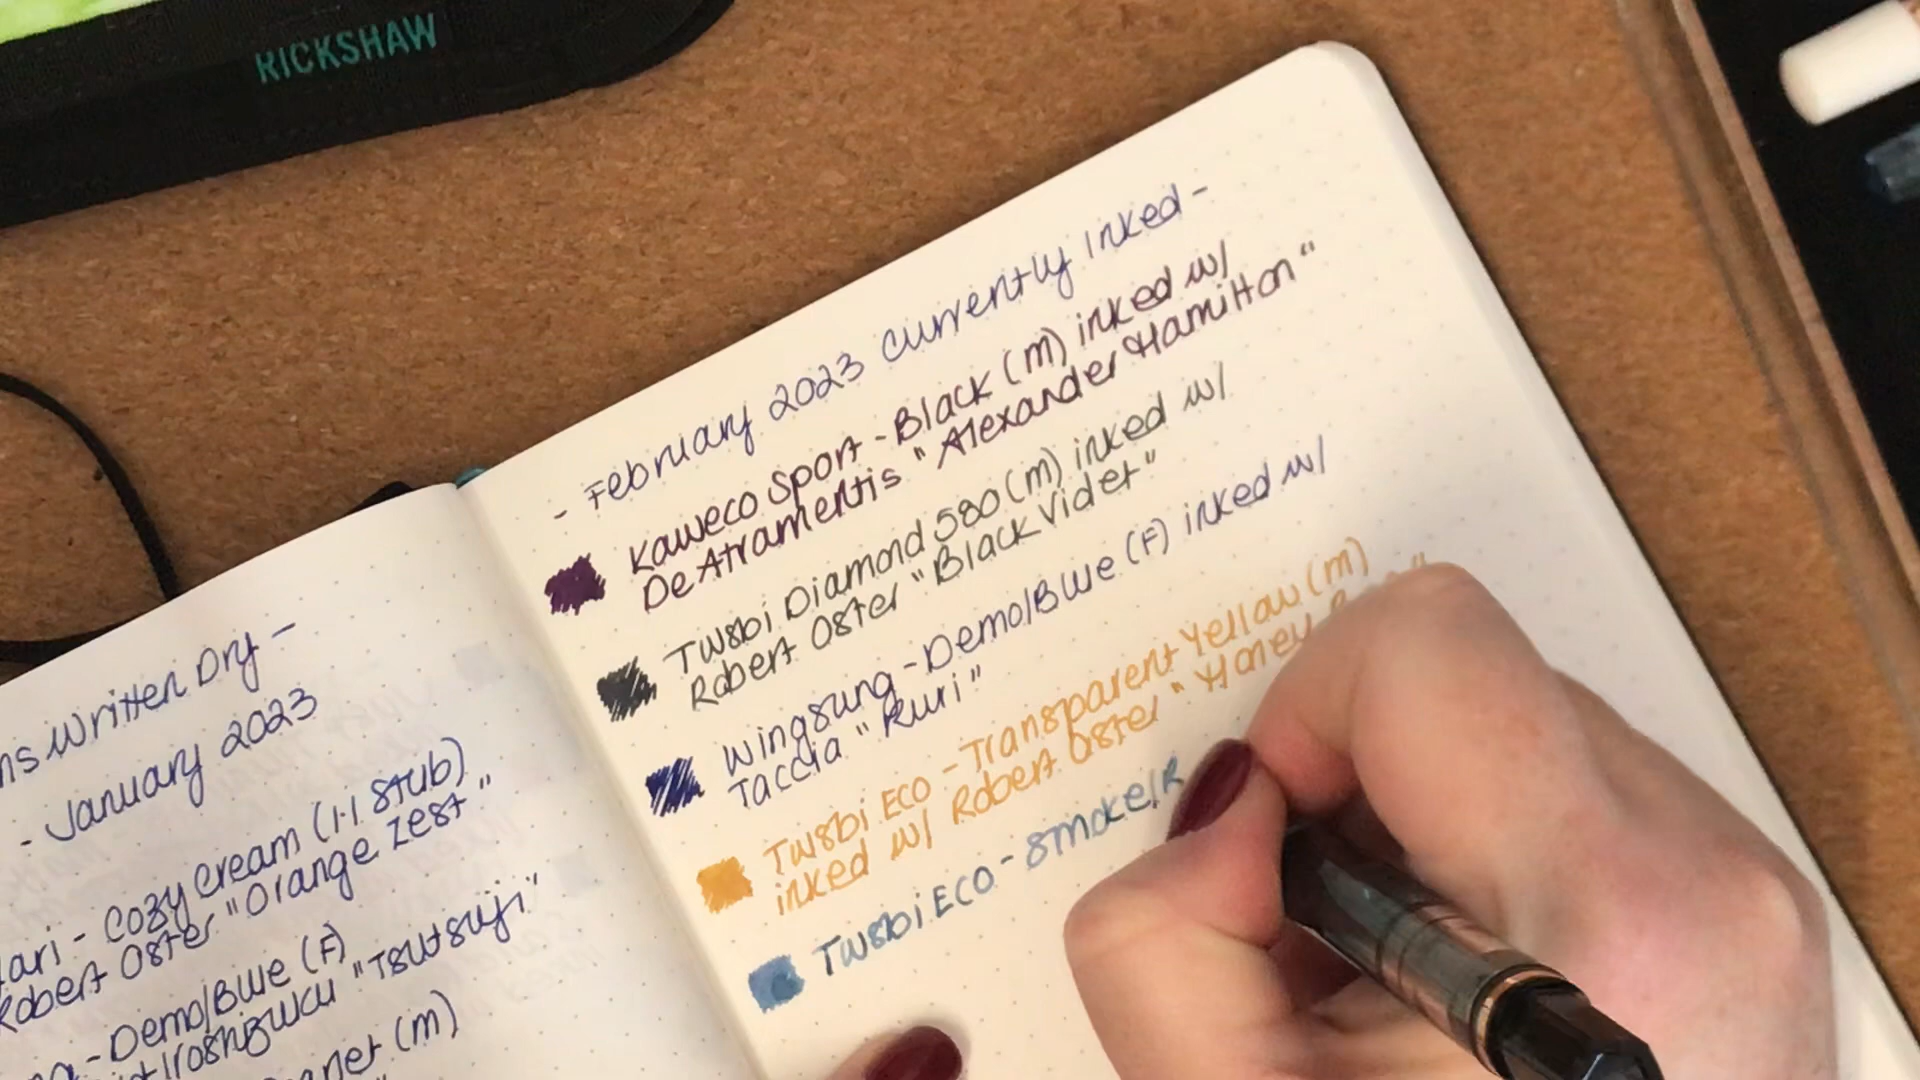 RICKSHAW
Written Dry -
- January 2023
- Cozy Cream (1.1 Stub)
Robert Oster "Orange Zest"
- Demo/Blue (F)
"Tsutsuji"
(M)
- February 2023 Currently Inked -
Kaweco Sport - Black (M) inked w/
De Atramentis "Alexander Hamilton"
Twsbi Diamond 580 (M) inked w/
Robert Oster "Black Violet"
Wingsung - Demo/Blue (F) inked w/
Taccia "Ruri"
Twsbi ECO - Transparent Yellow (M)
inked w/ Robert Oster "Honey
Twsbi ECO - Smoke/R